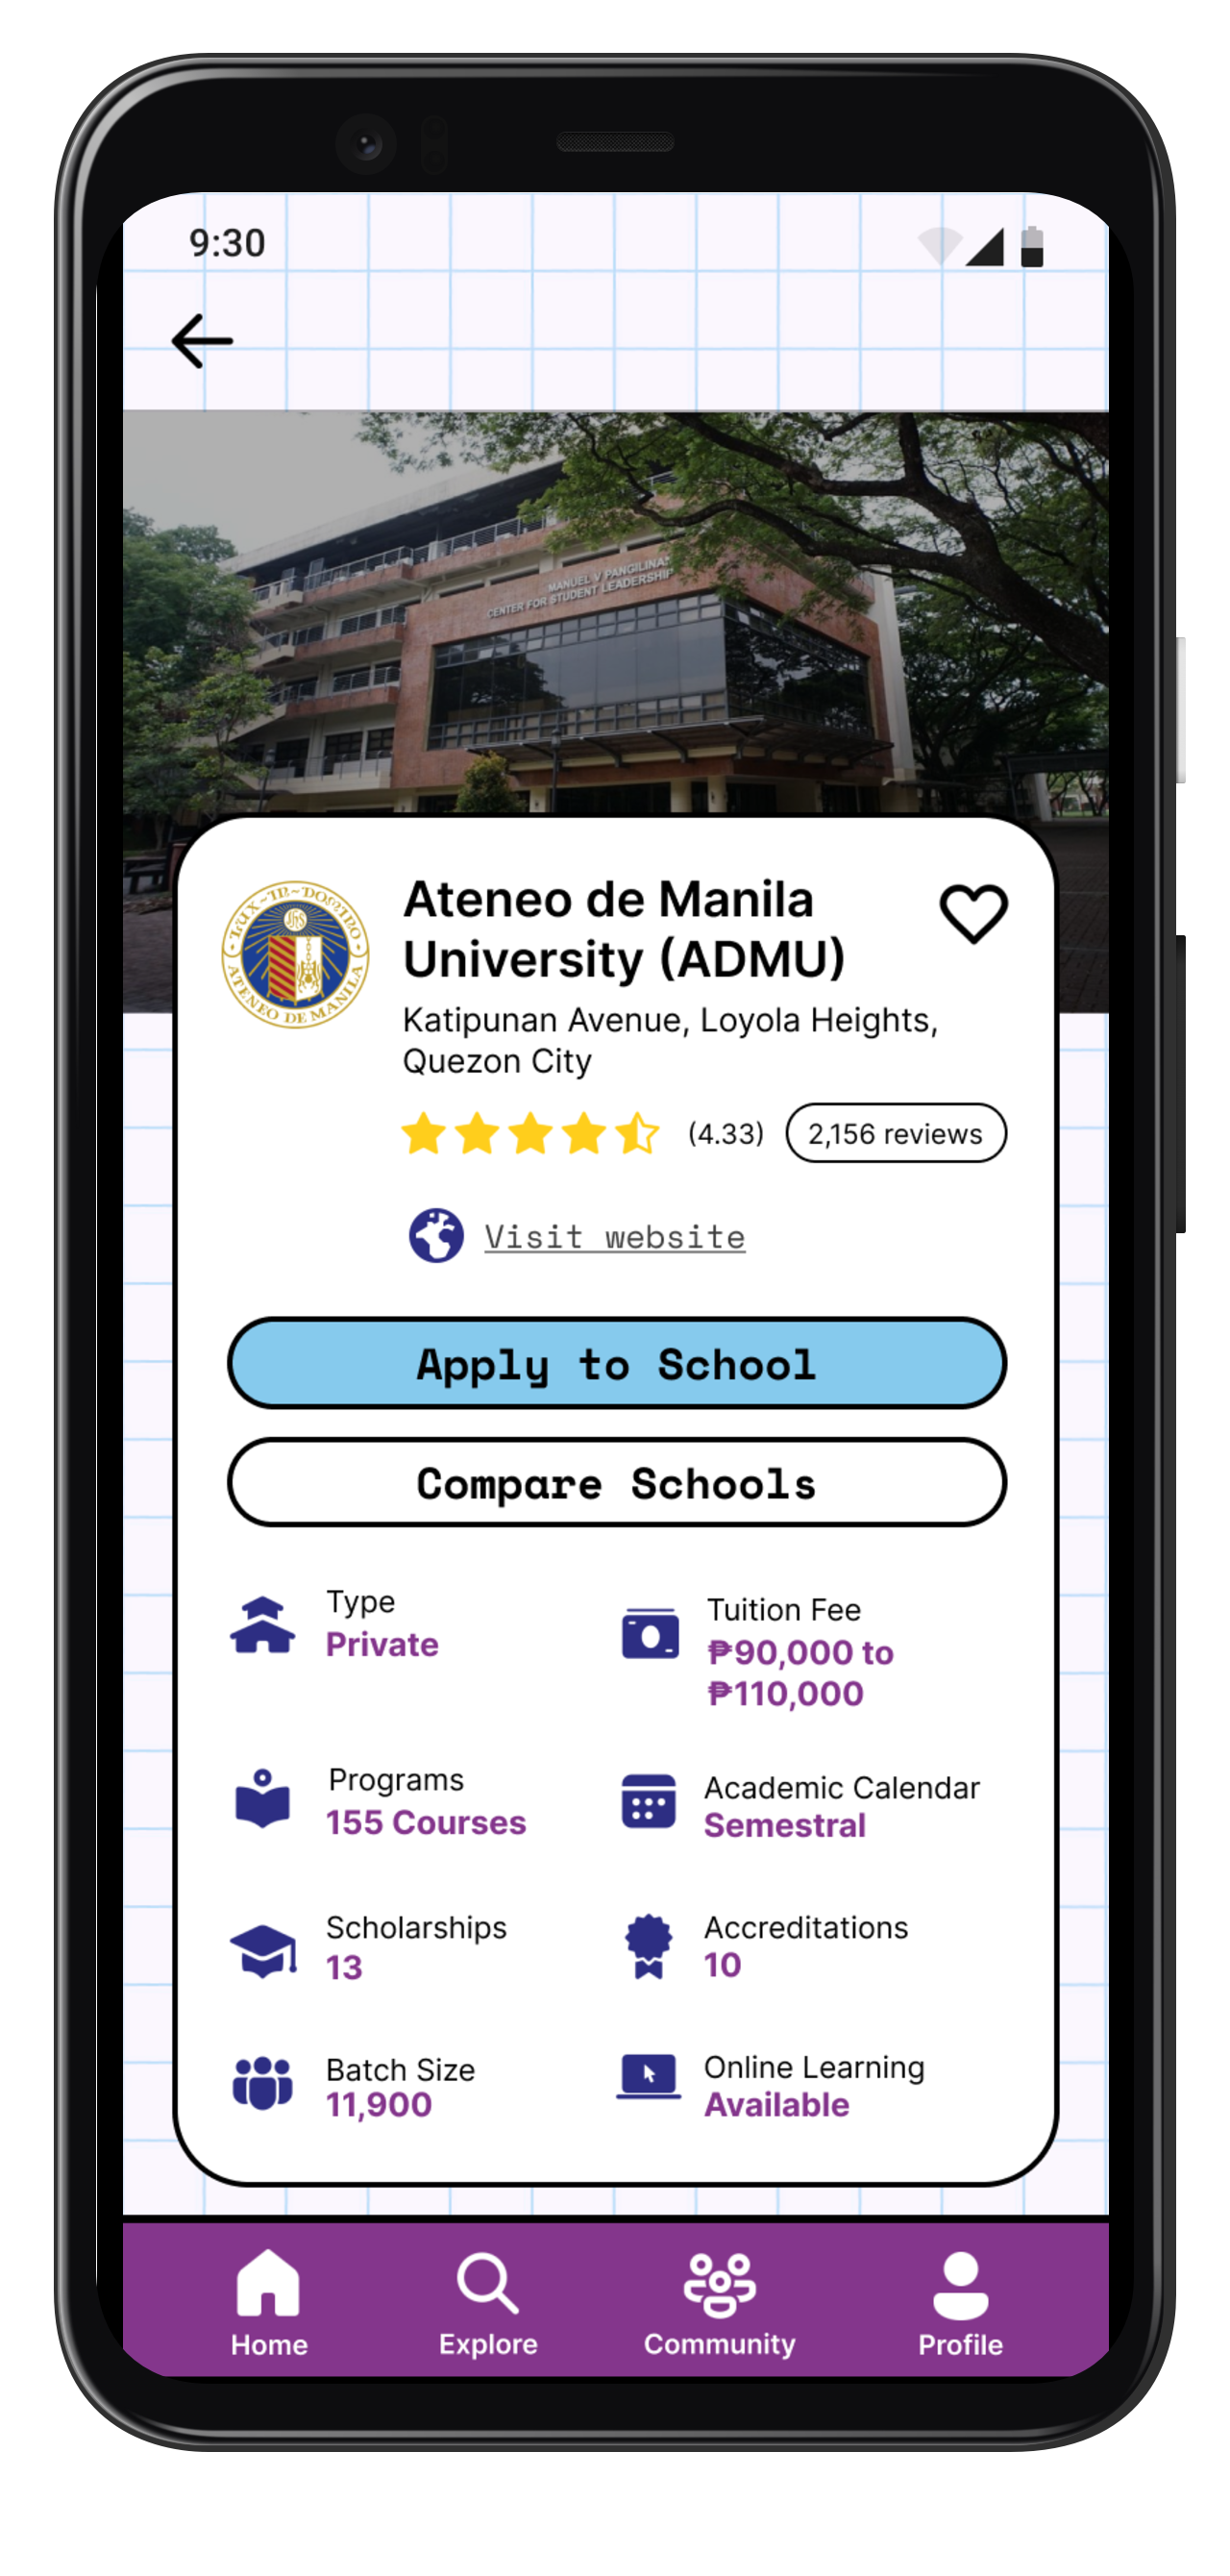 9:30
MANUEL V PANGILINAN
CENTER FOR STUDENT LEADERSHIP
LUX-IN-DOMINO
ATENEO DE MANILA
Ateneo de Manila
University (ADMU)
Katipunan Avenue, Loyola Heights,
Quezon City
(4.33)
2,156 reviews
Visit website
Apply to School
Compare Schools
Type
Private
Tuition Fee
₱90,000 to
₱110,000
Programs
155 Courses
Academic Calendar
Semestral
Scholarships
13
Accreditations
10
Batch Size
11,900
Online Learning
Available
Home
Explore
Community
Profile